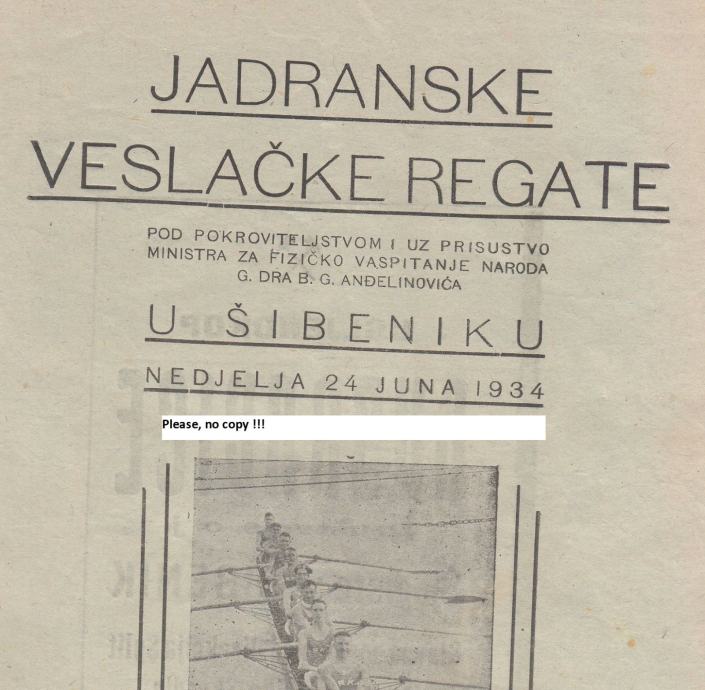 JADRANSKE
VESLAČKE REGATE
POD POKROVITELJSTVOM I UZ PRISUSTVO
MINISTRA ZA FIZIČKO VASPITANJE NARODA
G. DRA B. G. ANĐELINOVIĆA
U ŠIBENIKU
NEDJELJA 24 JUNA 1934
Please, no copy !!!